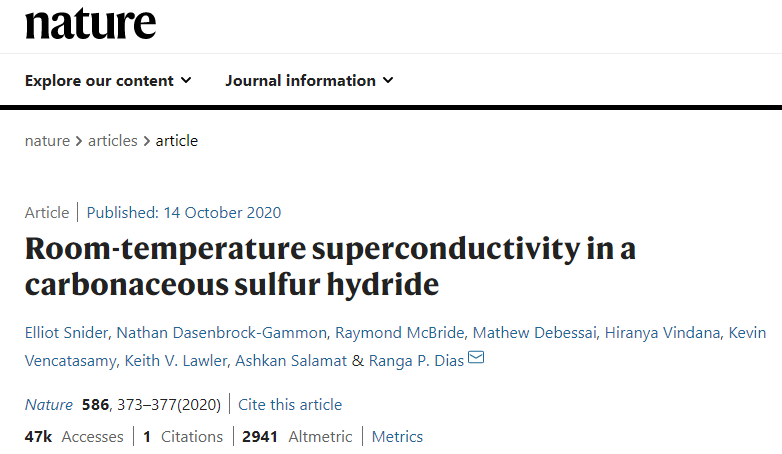 nature
Explore our content Journal information
nature > articles > article
Article | Published: 14 October 2020
Room-temperature superconductivity in a
carbonaceous sulfur hydride
Elliot Snider, Nathan Dasenbrock-Gammon, Raymond McBride, Mathew Debessai, Hiranya Vindana, Kevin
Vencatasamy, Keith V. Lawler, Ashkan Salamat & Ranga P. Dias
Nature 586, 373–377(2020) | Cite this article
47k Accesses | 1 Citations | 2941 Altmetric | Metrics